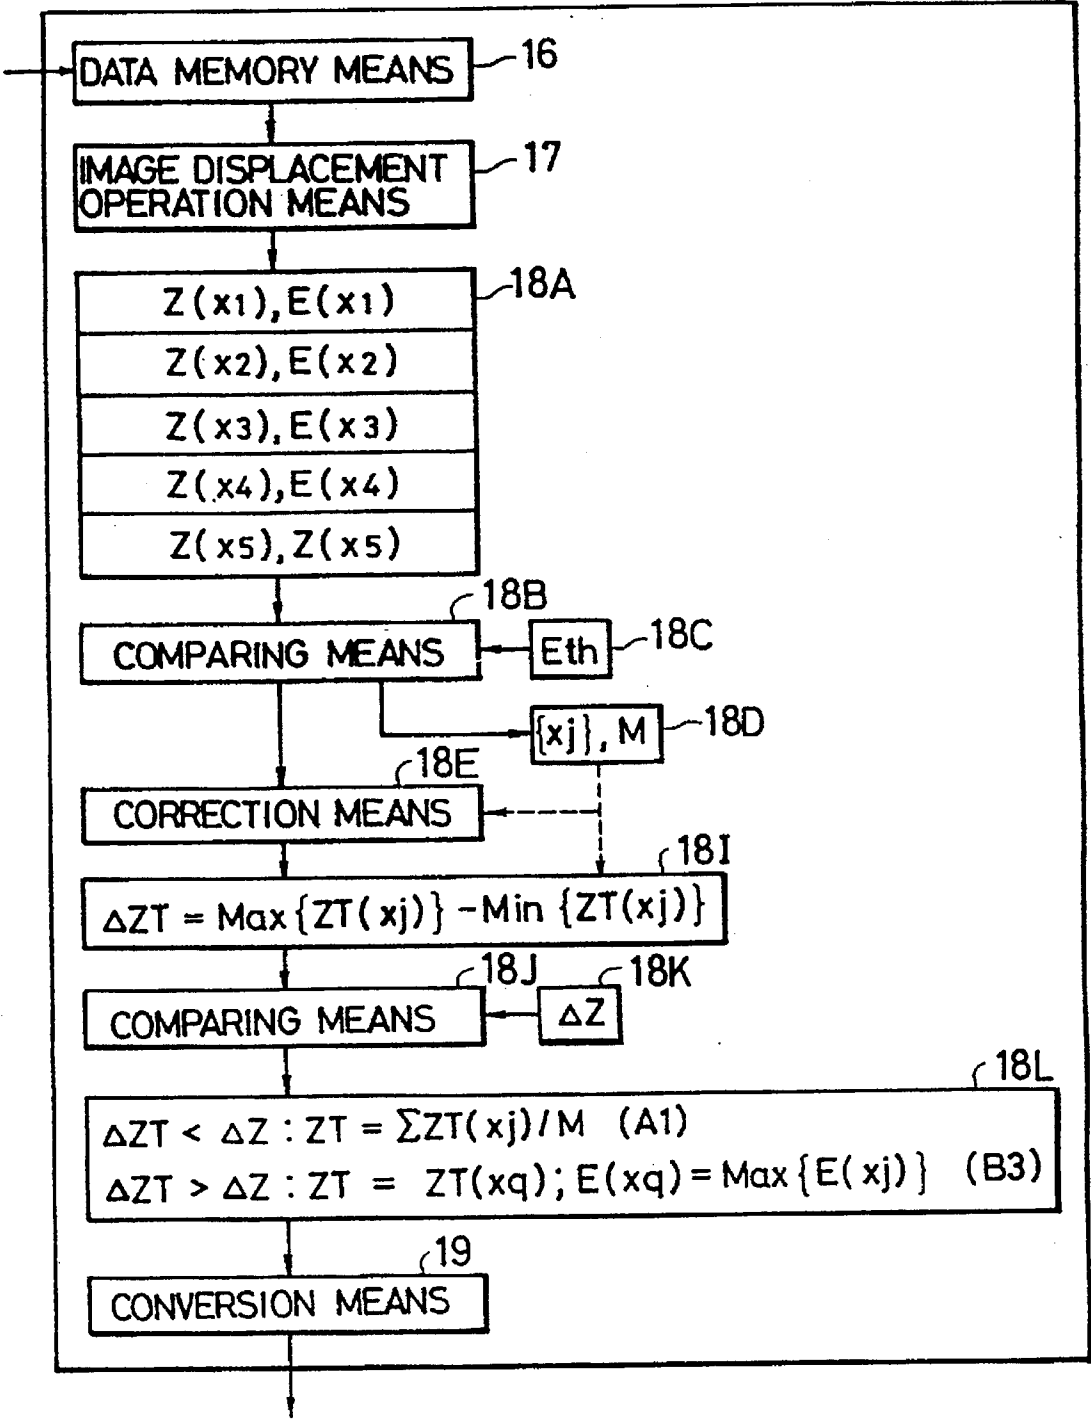 DATA MEMORY MEANS
16
IMAGE DISPLACEMENT
OPERATION MEANS
17
18A
Z(x1), E(x1)
Z(x2), E(x2)
Z(x3), E(x3)
Z(x4), E(x4)
Z(x5), Z(x5)
18B
COMPARING MEANS
Eth
18C
{xj}, M
18D
18E
CORRECTION MEANS
18I
ΔZT = Max{ZT(xj)} - Min {ZT(xj)}
18J
18K
COMPARING MEANS
ΔZ
18L
ΔZT < ΔZ : ZT = ΣZT(xj)/M (A1)
ΔZT > ΔZ : ZT = ZT(xq); E(xq) = Max{E(xj)} (B3)
19
CONVERSION MEANS